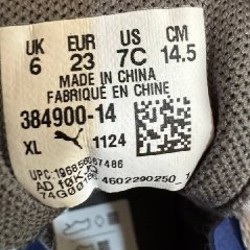 UK EUR US CM
6 23 7C 14.5
MADE IN CHINA
FABRIQUÉ EN CHINE
384900-14
XL 1124
4602290250_1